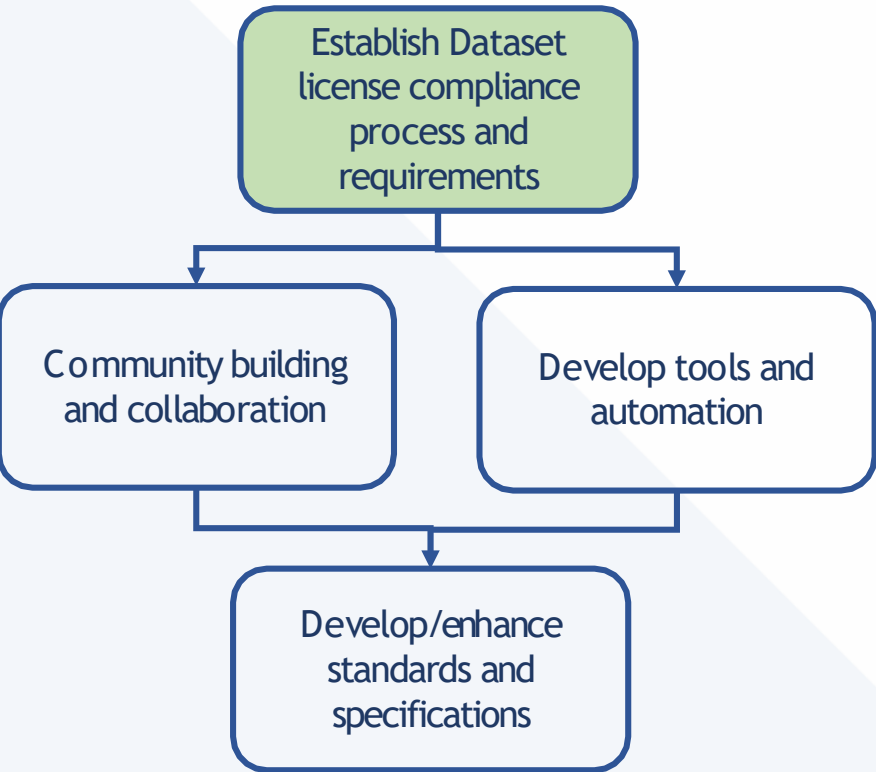 Establish Dataset
license compliance
process and
requirements
Community building
and collaboration
Develop tools and
automation
Develop/enhance
standards and
specifications